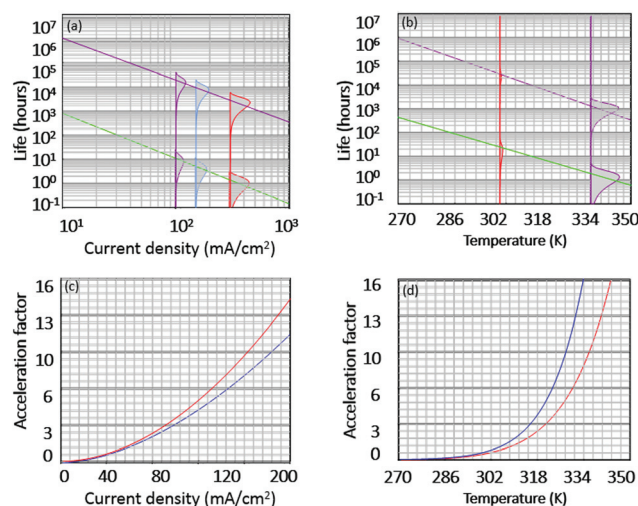 (a)
Life (hours)
10⁷
10⁶
10⁵
10⁴
10³
10²
10¹
10⁰
10⁻¹
10¹ 10² 10³
Current density (mA/cm²)
(b)
Life (hours)
10⁷
10⁶
10⁵
10⁴
10³
10²
10¹
10⁰
10⁻¹
270 286 302 318 334 350
Temperature (K)
(c)
Acceleration factor
16
13
10
6
3
0
0 40 80 120 200
Current density (mA/cm²)
(d)
Acceleration factor
16
13
10
6
3
0
270 286 302 318 334 350
Temperature (K)